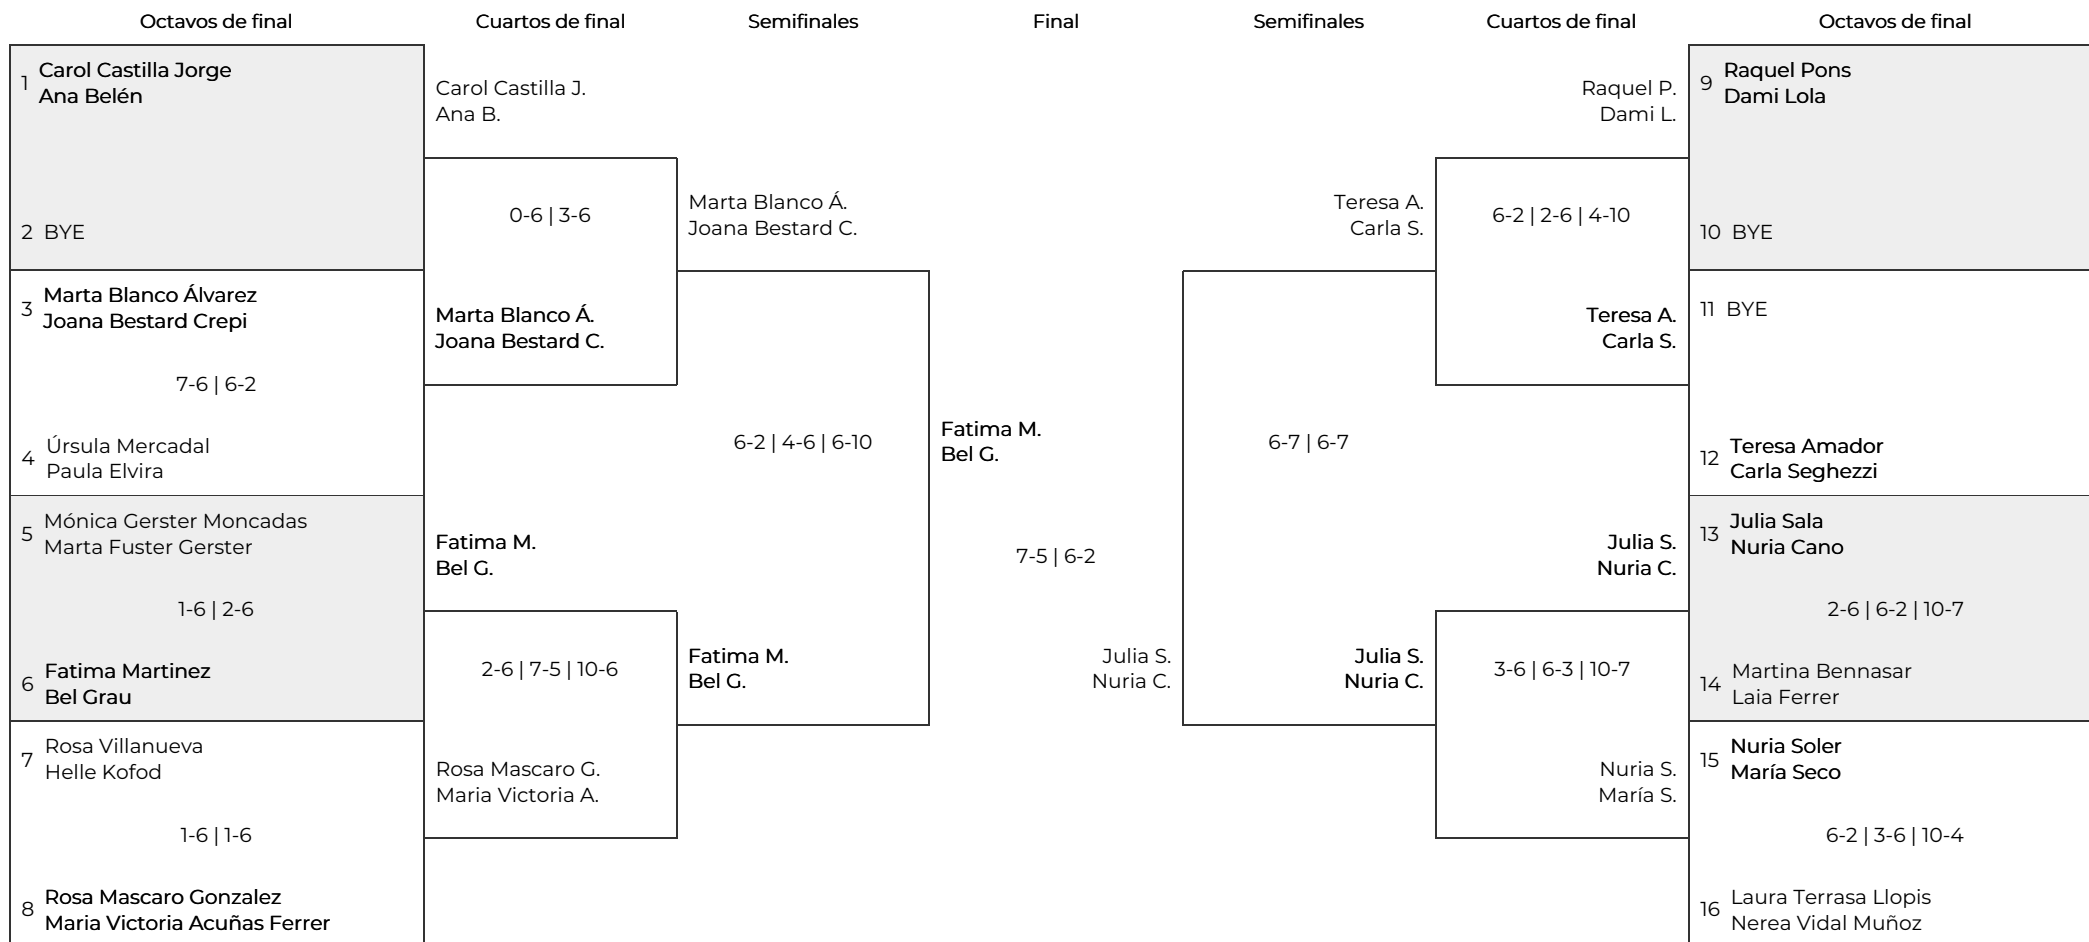 Octavos de final
Cuartos de final
Semifinales
Final
Semifinales
Cuartos de final
Octavos de final
1
Carol Castilla Jorge
Ana Belén
2 BYE
3
Marta Blanco Álvarez
Joana Bestard Crepi
7-6 | 6-2
4
Úrsula Mercadal
Paula Elvira
5
Mónica Gerster Moncadas
Marta Fuster Gerster
1-6 | 2-6
6
Fatima Martinez
Bel Grau
7
Rosa Villanueva
Helle Kofod
1-6 | 1-6
8
Rosa Mascaro Gonzalez
Maria Victoria Acuñas Ferrer
Carol Castilla J.
Ana B.
0-6 | 3-6
Marta Blanco Á.
Joana Bestard C.
Fatima M.
Bel G.
2-6 | 7-5 | 10-6
Rosa Mascaro G.
Maria Victoria A.
Marta Blanco Á.
Joana Bestard C.
6-2 | 4-6 | 6-10
Fatima M.
Bel G.
Fatima M.
Bel G.
7-5 | 6-2
Julia S.
Nuria C.
Teresa A.
Carla S.
6-7 | 6-7
Julia S.
Nuria C.
Raquel P.
Dami L.
6-2 | 2-6 | 4-10
Teresa A.
Carla S.
Julia S.
Nuria C.
3-6 | 6-3 | 10-7
Nuria S.
María S.
9
Raquel Pons
Dami Lola
10 BYE
11 BYE
12
Teresa Amador
Carla Seghezzi
13
Julia Sala
Nuria Cano
2-6 | 6-2 | 10-7
14
Martina Bennasar
Laia Ferrer
15
Nuria Soler
María Seco
6-2 | 3-6 | 10-4
16
Laura Terrasa Llopis
Nerea Vidal Muñoz